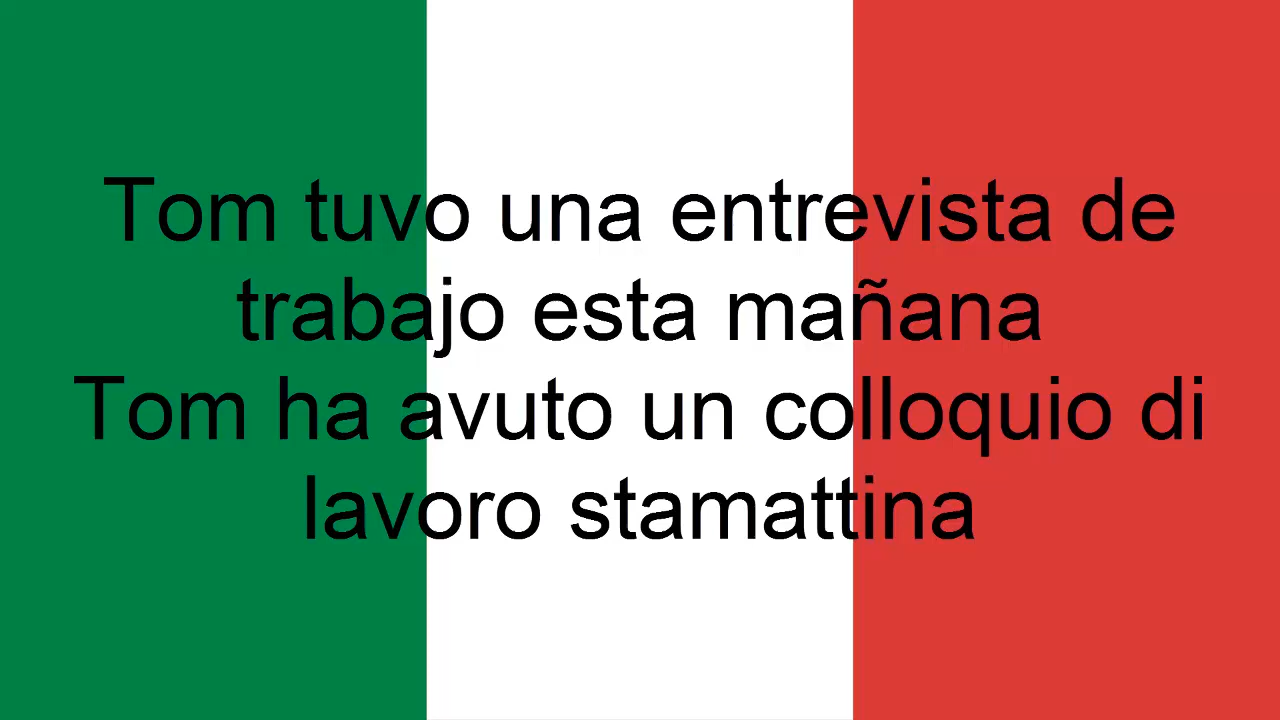 Tom tuvo una entrevista de
trabajo esta mañana
Tom ha avuto un colloquio di
lavoro stamattina